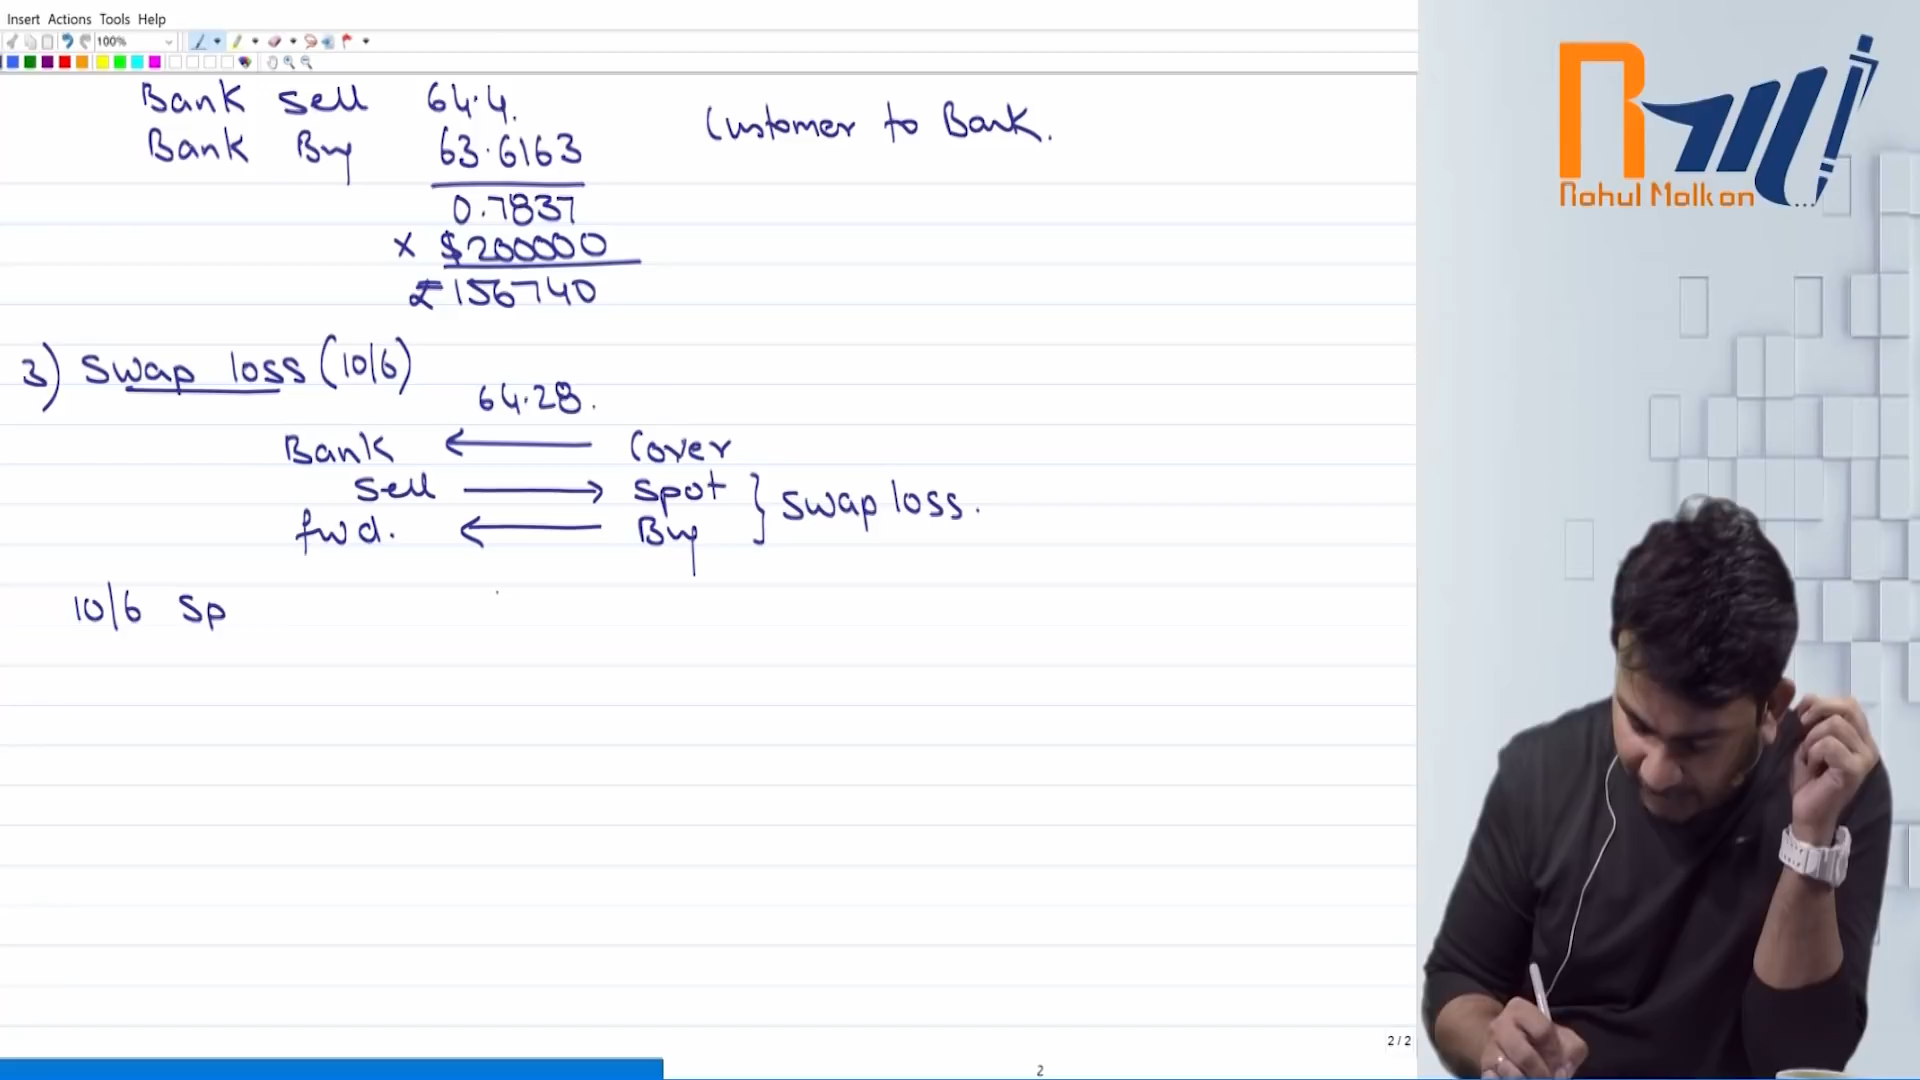 Insert Actions Tools Help
100%
Bank Sell 64.4.
Bank Buy 63.6163
Customer to Bank.
0.7837
x $200000
₹156740
3) Swap loss (10/6)
64.28.
Bank ← Cover
Sell → Spot
fwd. ← Buy
} Swap loss.
10/6 Sp
Rahul Malkan
2 / 2
2